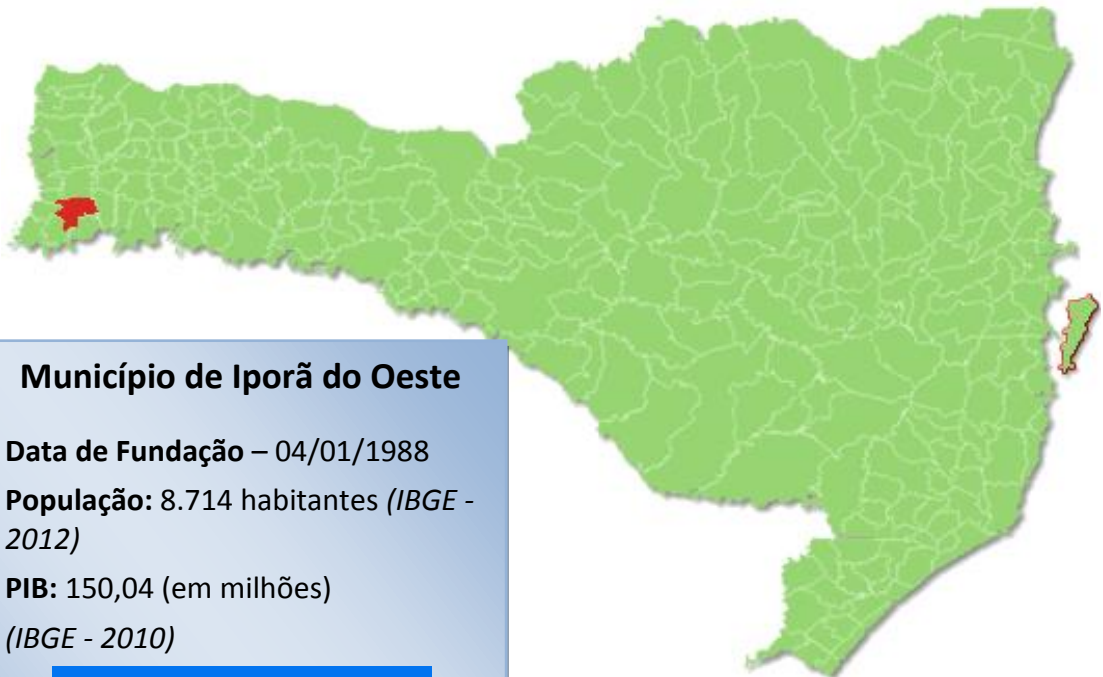 Município de Iporã do Oeste
Data de Fundação – 04/01/1988
População: 8.714 habitantes (IBGE -
2012)
PIB: 150,04 (em milhões)
(IBGE - 2010)